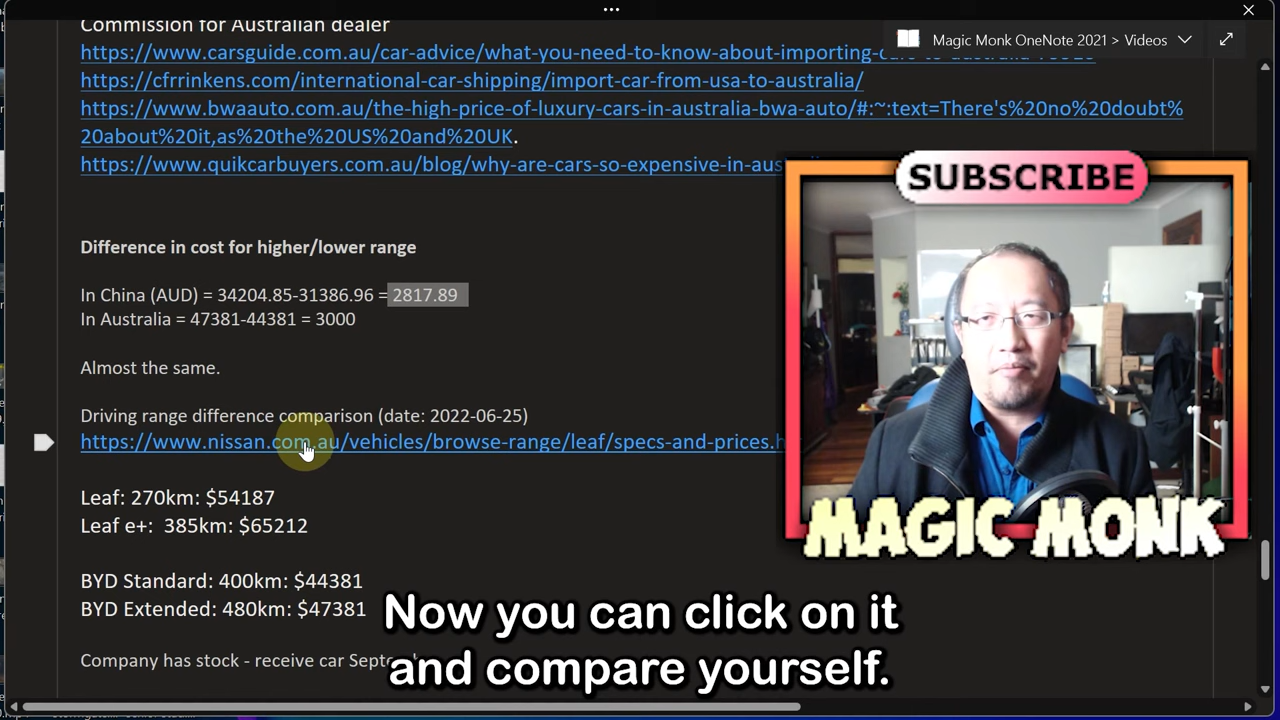 Commission for Australian dealer
Magic Monk OneNote 2021 > Videos
https://www.carsguide.com.au/car-advice/what-you-need-to-know-about-importing-
https://cfrrinkens.com/international-car-shipping/import-car-from-usa-to-australia/
https://www.bwaauto.com.au/the-high-price-of-luxury-cars-in-australia-bwa-auto/#:~:text=There's%20no%20doubt%
20about%20it,as%20the%20US%20and%20UK.
https://www.quikcarbuyers.com.au/blog/why-are-cars-so-expensive-in-aus
SUBSCRIBE
Difference in cost for higher/lower range
In China (AUD) = 34204.85-31386.96 = 2817.89
In Australia = 47381-44381 = 3000
Almost the same.
Driving range difference comparison (date: 2022-06-25)
https://www.nissan.com.au/vehicles/browse-range/leaf/specs-and-prices.h
Leaf: 270km: $54187
Leaf e+: 385km: $65212
MAGIC MONK
BYD Standard: 400km: $44381
BYD Extended: 480km: $47381
Now you can click on it
and compare yourself.
Company has stock - receive car Sept